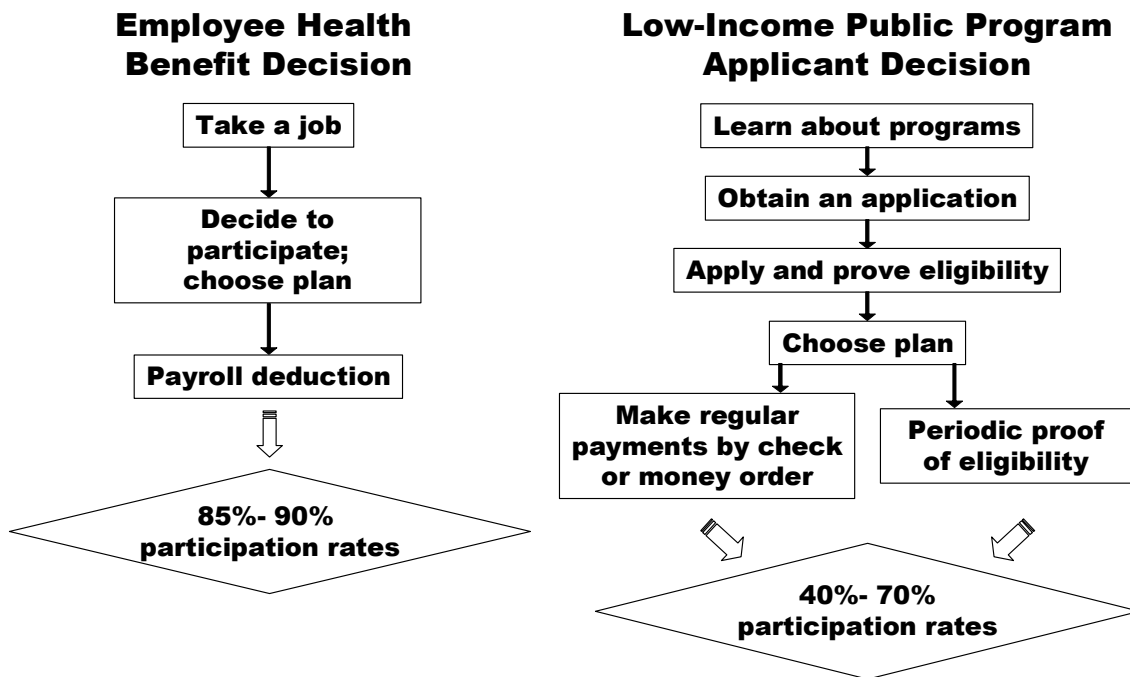 Employee Health
Benefit Decision
Take a job
Decide to
participate;
choose plan
Payroll deduction
85%- 90%
participation rates
Low-Income Public Program
Applicant Decision
Learn about programs
Obtain an application
Apply and prove eligibility
Choose plan
Make regular
payments by check
or money order
Periodic proof
of eligibility
40%- 70%
participation rates